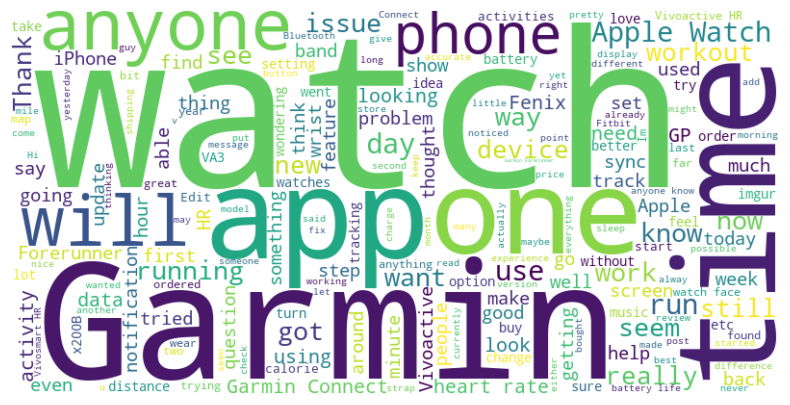 take
anyone
issue
phone
Connect
activities
Vivoactive HR
Bluetooth
give
pretty
guy
accurate
love
Apple Watch
Thank
iPhone
find
see
band
show
battery
display
different
workout
yesterday
bit
setting
button
long
right
yet
used
add
mile
map
thing
wondering
went
looking
idea
Fenix
set
try
might
come
shipping
able
think
wrist
feature
problem
store
little
already
Fitbit
year
put
way
need
GP
order
morning
Hi
VA3
message
noticed
point
better
last
v
day
device
say
thinking
new
thought
second
Garmin Forerunner
sync
far
much
watch
time
going
update
great
watches
keep
price
track
anyone know
imgur
may
Edit
will
hour
HR
something
app
one
Apple
feel
know
now
today
Forerunner
first
model
said
fix
tracking
charge
month
many
actually
maybe
everything
sleep
start
possible
nice
someone
lot
wanted
running
step
anything
read
experience
go
without
week
another
data
ordered
working
want
option
version
use
work
alway
Vivosmart HR
activity
x200B
notification
tried
turn
let
got
Garmin
make
well
screen
watch face
run
still
currently
music
review
question
check
around
minute
people
good
buy
seem
etc
found
wear
calorie
Vivoactive
look
change
getting
post
started
two
seen
using
either
bought
help
made
best
difference
even
distance
trying
u
Garmin Connect
strap
heart rate
sure
really
battery life
back
never